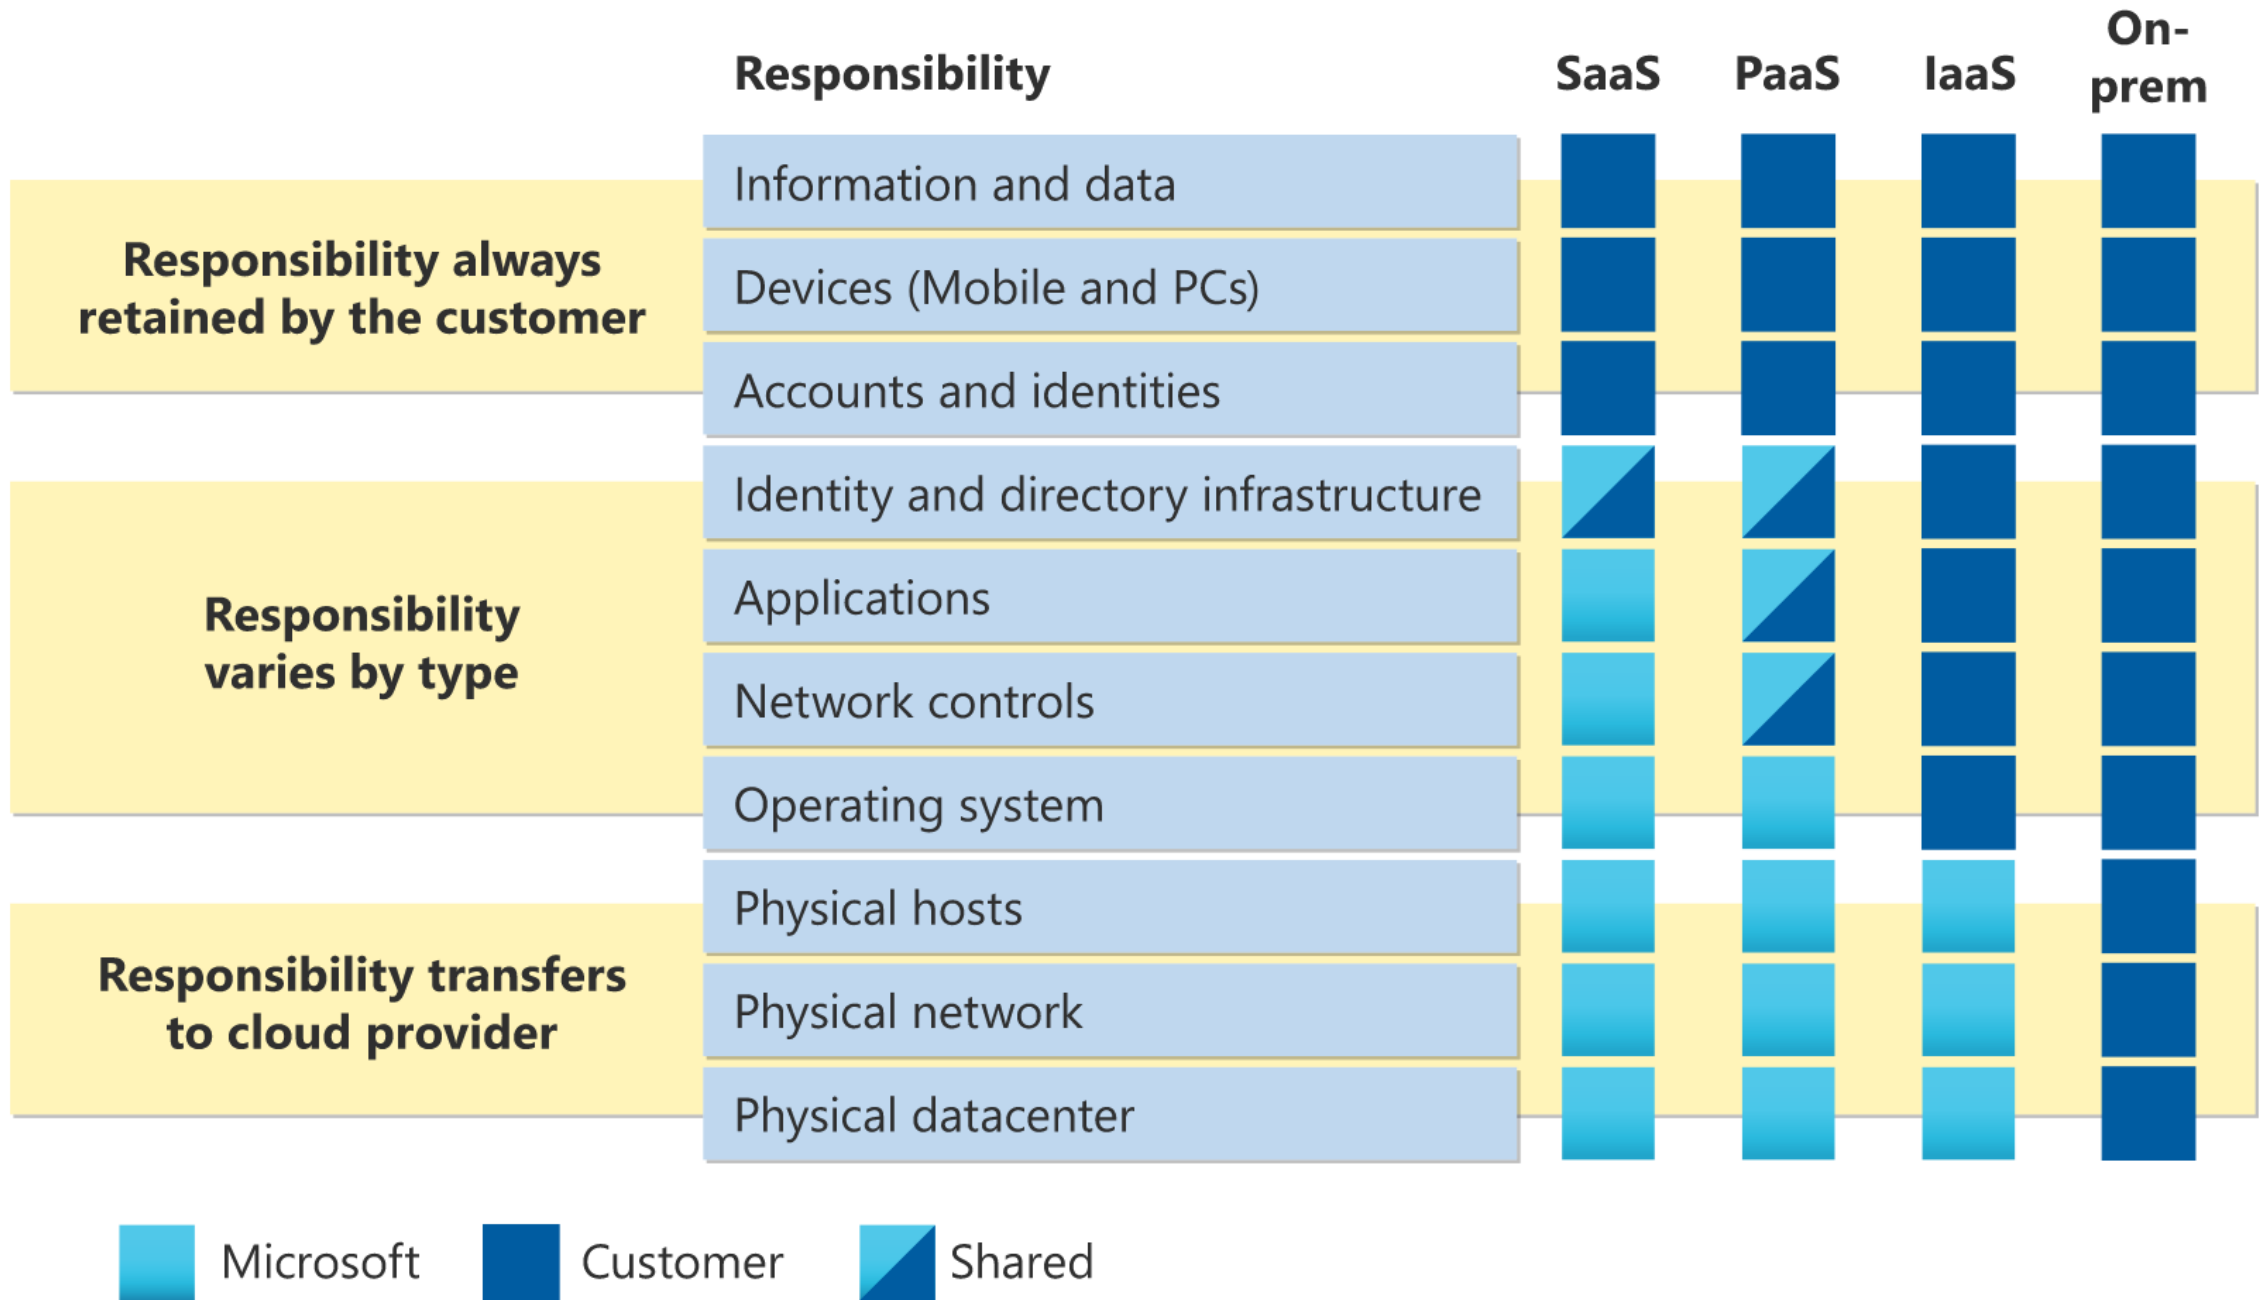 Responsibility SaaS PaaS IaaS On-
prem
Responsibility always
retained by the customer
Information and data
Devices (Mobile and PCs)
Accounts and identities
Responsibility
varies by type
Identity and directory infrastructure
Applications
Network controls
Operating system
Responsibility transfers
to cloud provider
Physical hosts
Physical network
Physical datacenter
Microsoft Customer Shared